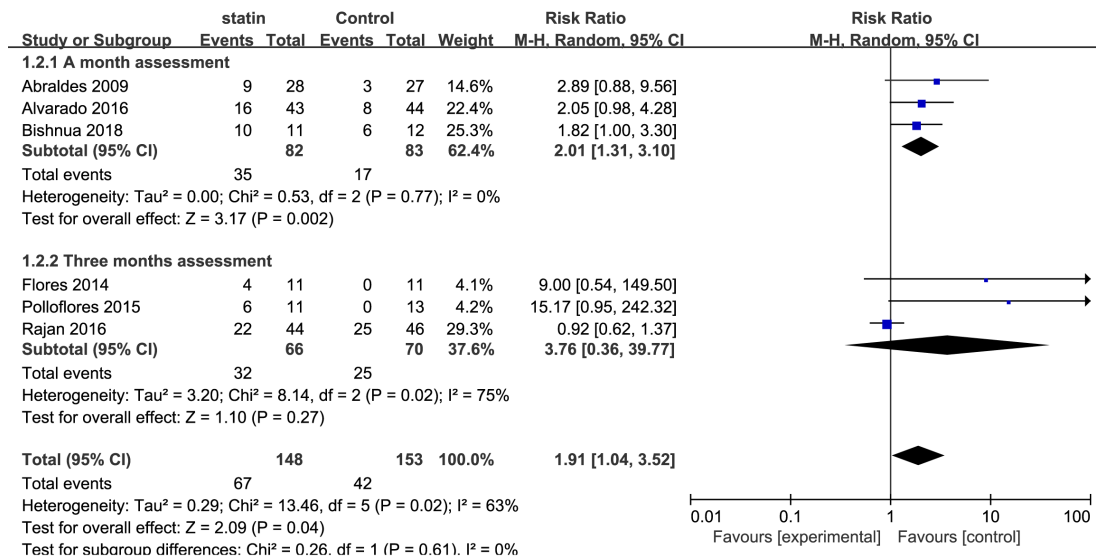 statin Control Risk Ratio Risk Ratio
Study or Subgroup Events Total Events Total Weight M-H, Random, 95% CI M-H, Random, 95% CI
1.2.1 A month assessment
Abraldes 2009 9 28 3 27 14.6% 2.89 [0.88, 9.56]
Alvarado 2016 16 43 8 44 22.4% 2.05 [0.98, 4.28]
Bishnua 2018 10 11 6 12 25.3% 1.82 [1.00, 3.30]
Subtotal (95% CI) 82 83 62.4% 2.01 [1.31, 3.10]
Total events 35 17
Heterogeneity: Tau² = 0.00; Chi² = 0.53, df = 2 (P = 0.77); I² = 0%
Test for overall effect: Z = 3.17 (P = 0.002)
1.2.2 Three months assessment
Flores 2014 4 11 0 11 4.1% 9.00 [0.54, 149.50]
Polloflores 2015 6 11 0 13 4.2% 15.17 [0.95, 242.32]
Rajan 2016 22 44 25 46 29.3% 0.92 [0.62, 1.37]
Subtotal (95% CI) 66 70 37.6% 3.76 [0.36, 39.77]
Total events 32 25
Heterogeneity: Tau² = 3.20; Chi² = 8.14, df = 2 (P = 0.02); I² = 75%
Test for overall effect: Z = 1.10 (P = 0.27)
Total (95% CI) 148 153 100.0% 1.91 [1.04, 3.52]
Total events 67 42
Heterogeneity: Tau² = 0.29; Chi² = 13.46, df = 5 (P = 0.02); I² = 63%
Test for overall effect: Z = 2.09 (P = 0.04)
Test for subgroup differences: Chi² = 0.26, df = 1 (P = 0.61), I² = 0%
0.01 0.1 1 10 100
Favours [experimental] Favours [control]